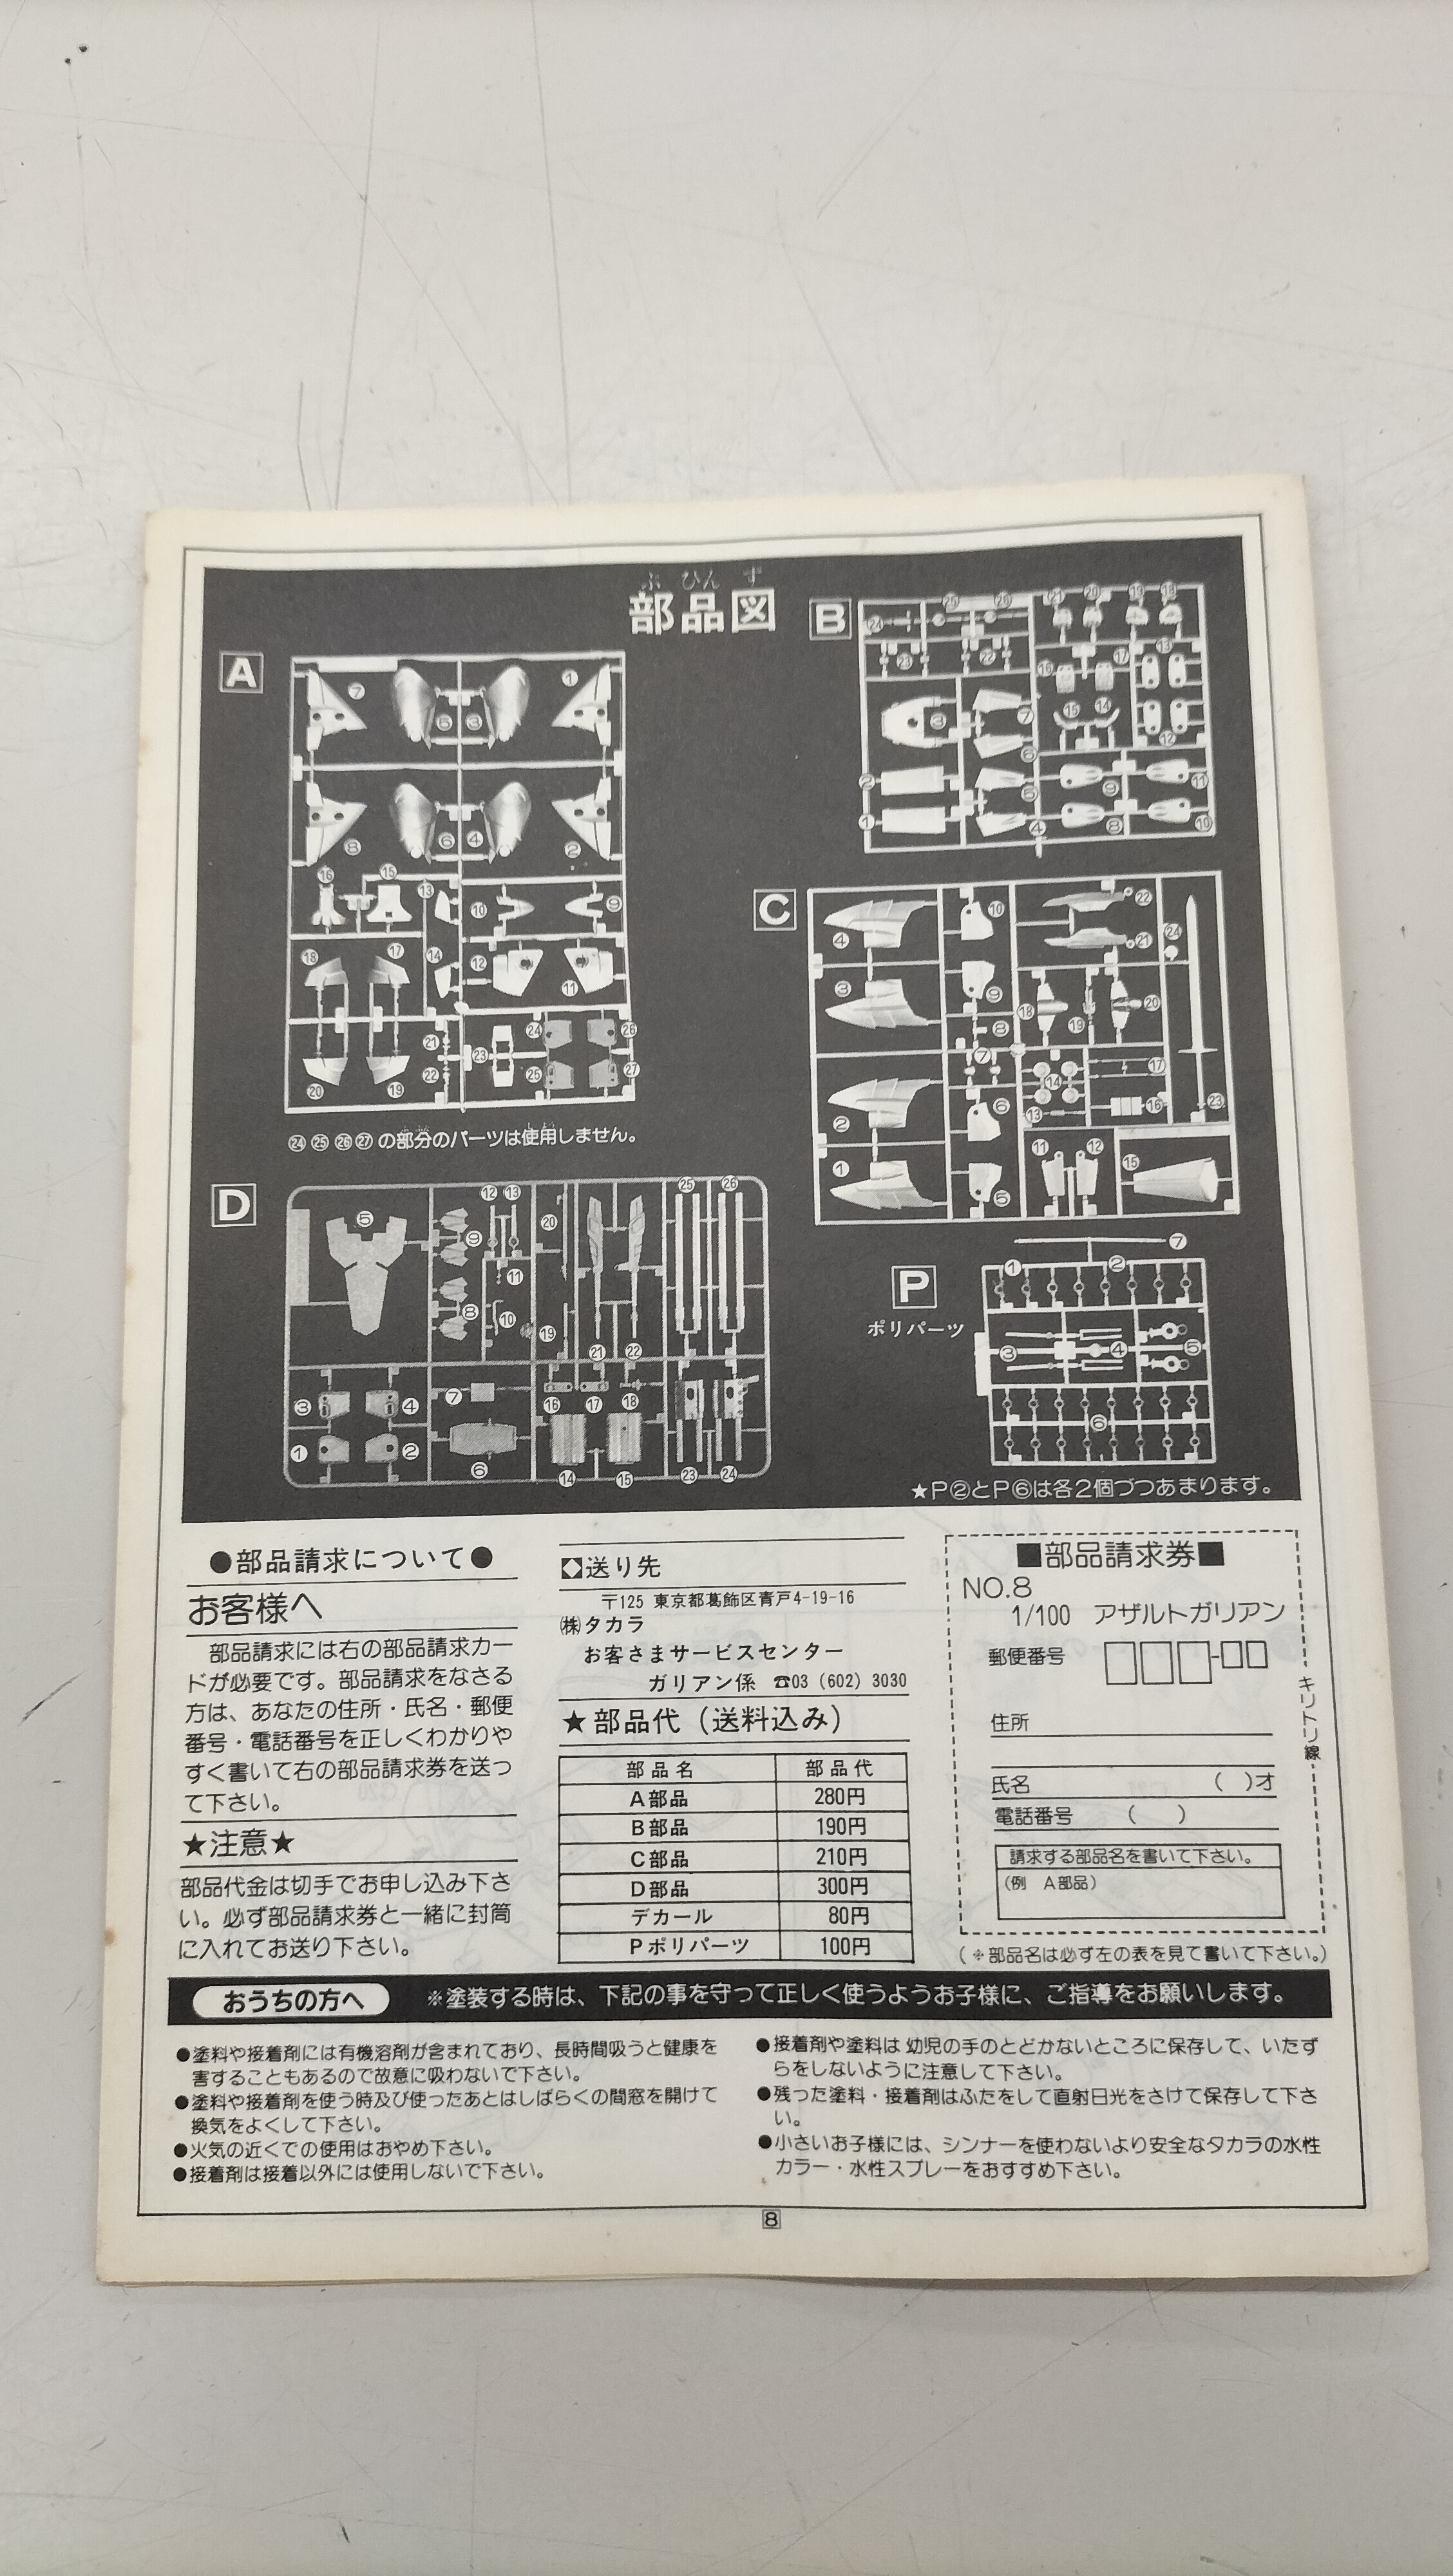 ぶ ひん ず
部品図
A
B
C
D
P
ポリパーツ
㉔㉕㉖㉗の部分のパーツは使用しません。
★P②とP⑥は各2個づつあまります。
●部品請求について●
お客様へ
部品請求には右の部品請求カー
ドが必要です。部品請求をなさる
方は、あなたの住所・氏名・郵便
番号・電話番号を正しくわかりや
すく書いて右の部品請求券を送っ
て下さい。
★注意★
部品代金は切手でお申し込み下さ
い。必ず部品請求券と一緒に封筒
に入れてお送り下さい。
送り先
〒125 東京都葛飾区青戸4-19-16
㈱タカラ
お客さまサービスセンター
ガリアン係 ☎03 (602) 3030
★部品代(送料込み)
部品名 部品代
A部品 280円
B部品 190円
C部品 210円
D部品 300円
デカール 80円
Pポリパーツ 100円
■部品請求券■
NO.8
1/100 アザルトガリアン
郵便番号
住所
氏名 ( )才
電話番号 ( )
請求する部品名を書いて下さい。
(例 A部品)
キリトリ線
(※部品名は必ず左の表を見て書いて下さい。)
おうちの方へ ※塗装する時は、下記の事を守って正しく使うようお子様に、ご指導をお願いします。
●塗料や接着剤には有機溶剤が含まれており、長時間吸うと健康を
害することもあるので故意に吸わないで下さい。
●塗料や接着剤を使う時及び使ったあとはしばらくの間窓を開けて
換気をよくして下さい。
●火気の近くでの使用はおやめ下さい。
●接着剤は接着以外には使用しないで下さい。
●接着剤や塗料は幼児の手のとどかないところに保存して、いたず
らをしないように注意して下さい。
●残った塗料・接着剤はふたをして直射日光をさけて保存して下さ
い。
●小さいお子様には、シンナーを使わないより安全なタカラの水性
カラー・水性スプレーをおすすめ下さい。
8